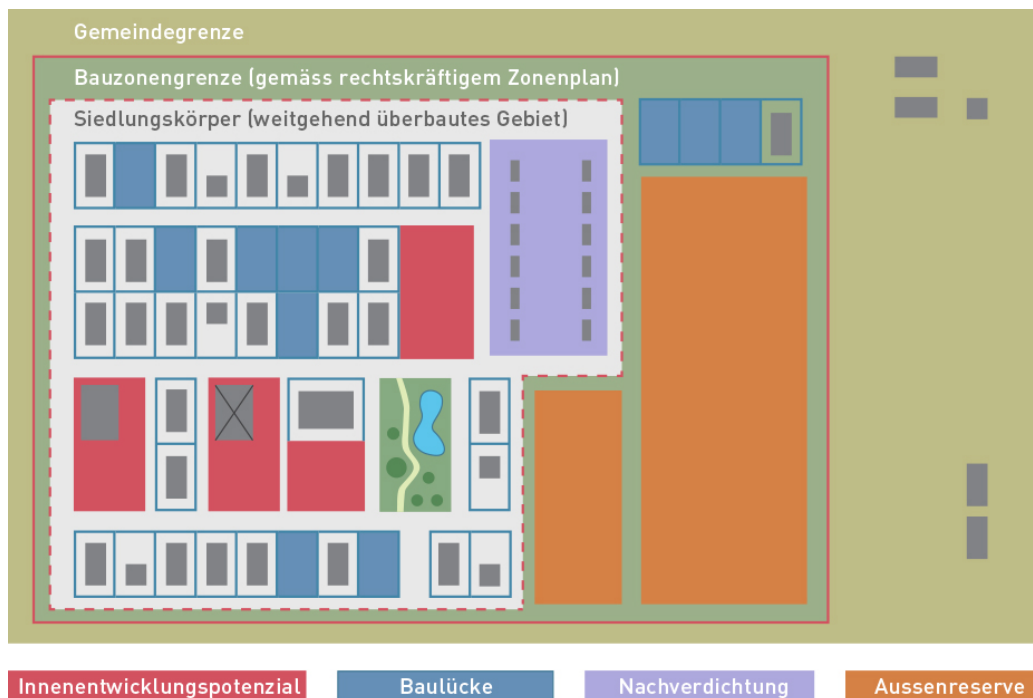 Gemeindegrenze
Bauzonengrenze (gemäss rechtskräftigem Zonenplan)
Siedlungskörper (weitgehend überbautes Gebiet)
Innenentwicklungspotenzial
Baulücke
Nachverdichtung
Aussenreserve